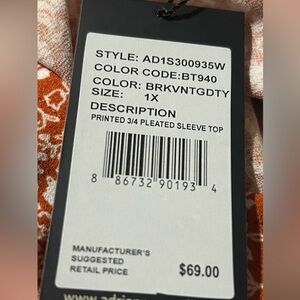 STYLE: AD1S300935W
COLOR CODE:BT940
COLOR: BRKVNTGDTY
SIZE: 1X
DESCRIPTION
PRINTED 3/4 PLEATED SLEEVE TOP
8 86732 90193 4
MANUFACTURER'S
SUGGESTED
RETAIL PRICE $69.00